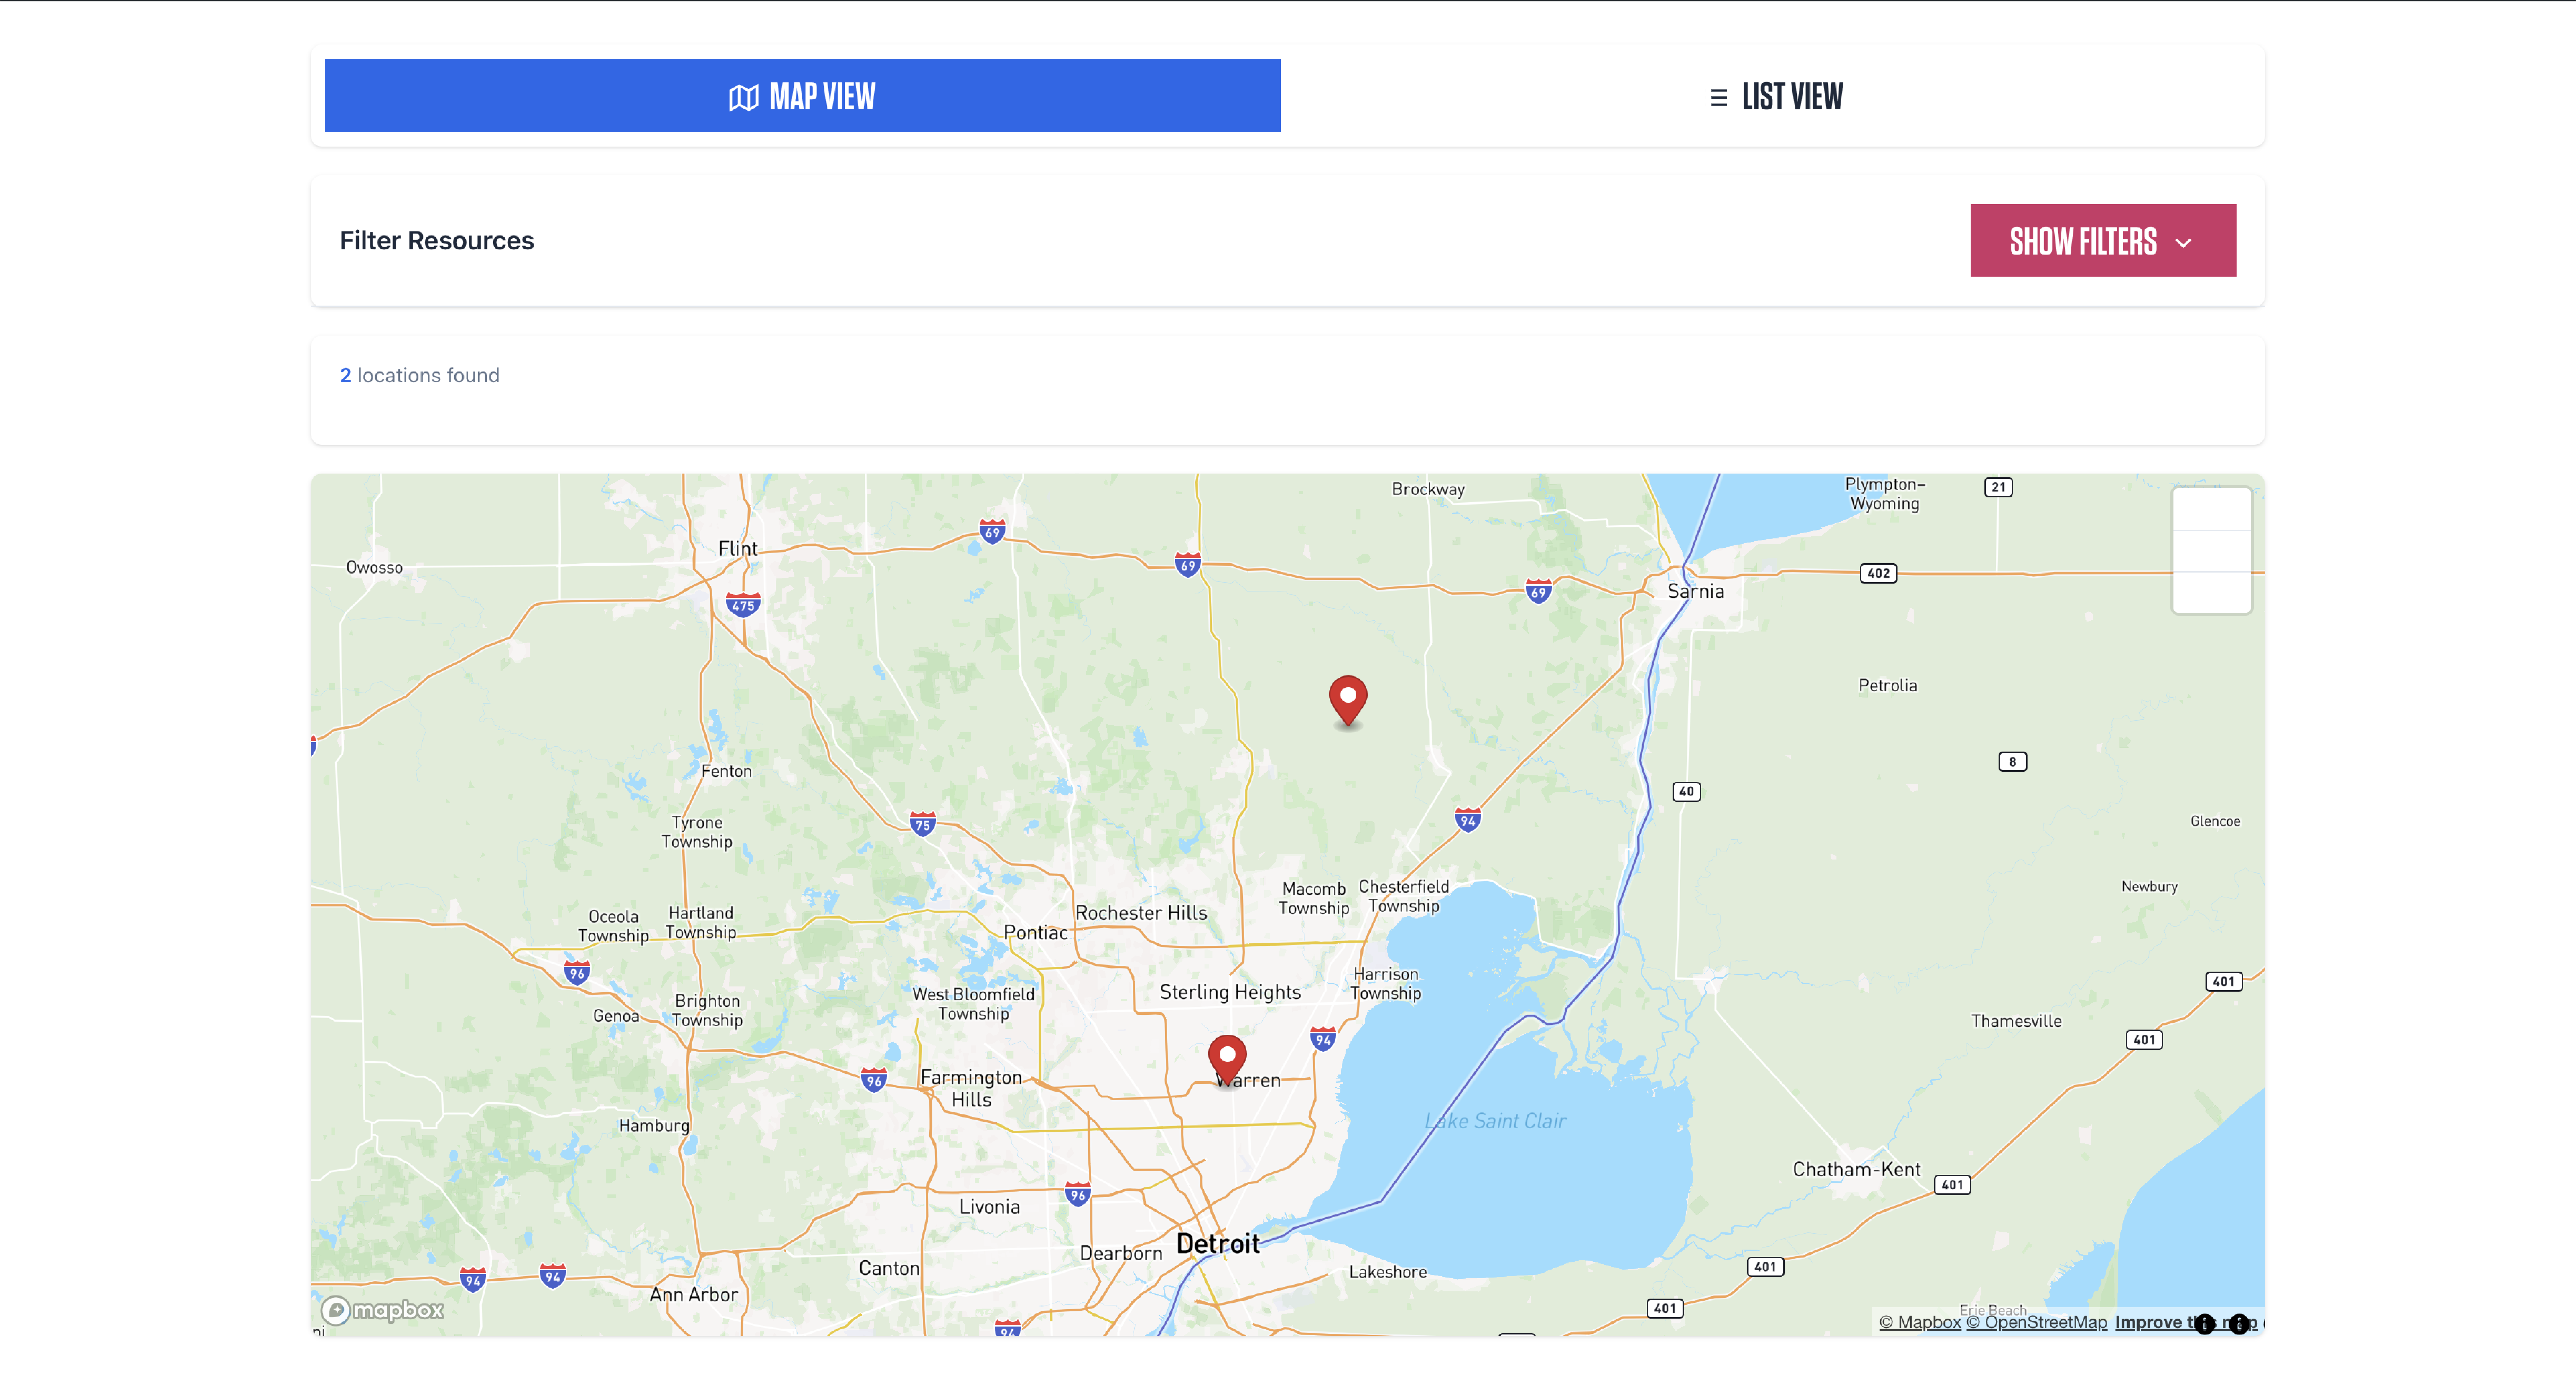 MAP VIEW
LIST VIEW
Filter Resources
SHOW FILTERS
2 locations found
Brockway
Plympton–
Wyoming
21
69
Flint
69
Owosso
402
69
Sarnia
475
Petrolia
8
Fenton
40
Glencoe
75
94
Tyrone
Township
Macomb
Township
Chesterfield
Township
Newbury
Rochester Hills
Oceola
Township
Hartland
Township
Pontiac
96
Harrison
Township
401
Sterling Heights
West Bloomfield
Township
Brighton
Township
Genoa
Thamesville
94
401
96
Farmington
Hills
Warren
Lake Saint Clair
Hamburg
Chatham-Kent
401
96
Livonia
Detroit
Dearborn
Canton
Lakeshore
401
94
94
Ann Arbor
401
Erie Beach
mapbox
© Mapbox © OpenStreetMap Improve this map
94